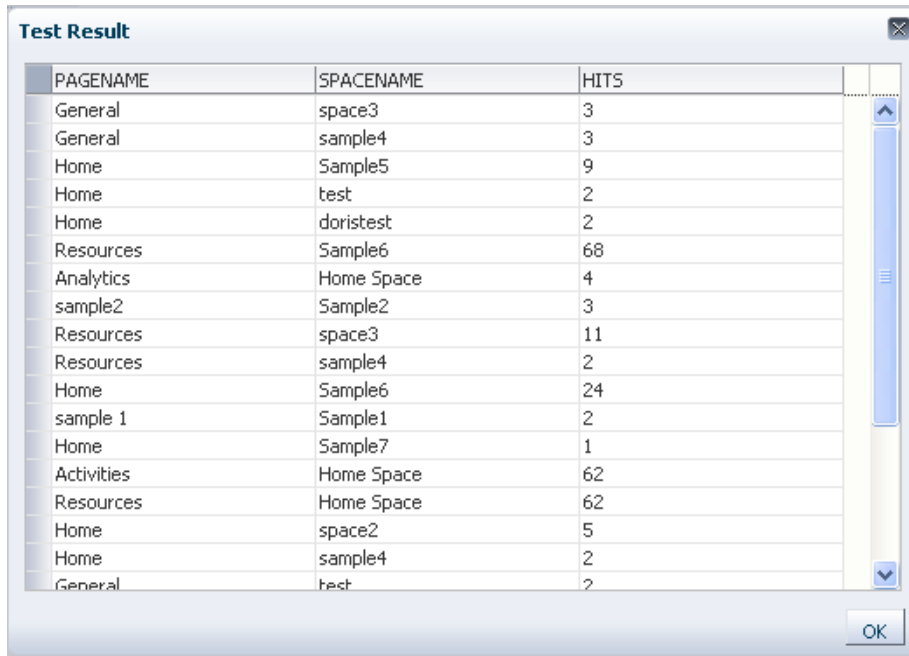 Test Result
PAGENAME SPACENAME HITS
General space3 3
General sample4 3
Home Sample5 9
Home test 2
Home doristest 2
Resources Sample6 68
Analytics Home Space 4
sample2 Sample2 3
Resources space3 11
Resources sample4 2
Home Sample6 24
sample 1 Sample1 2
Home Sample7 1
Activities Home Space 62
Resources Home Space 62
Home space2 5
Home sample4 2
General test 2
OK